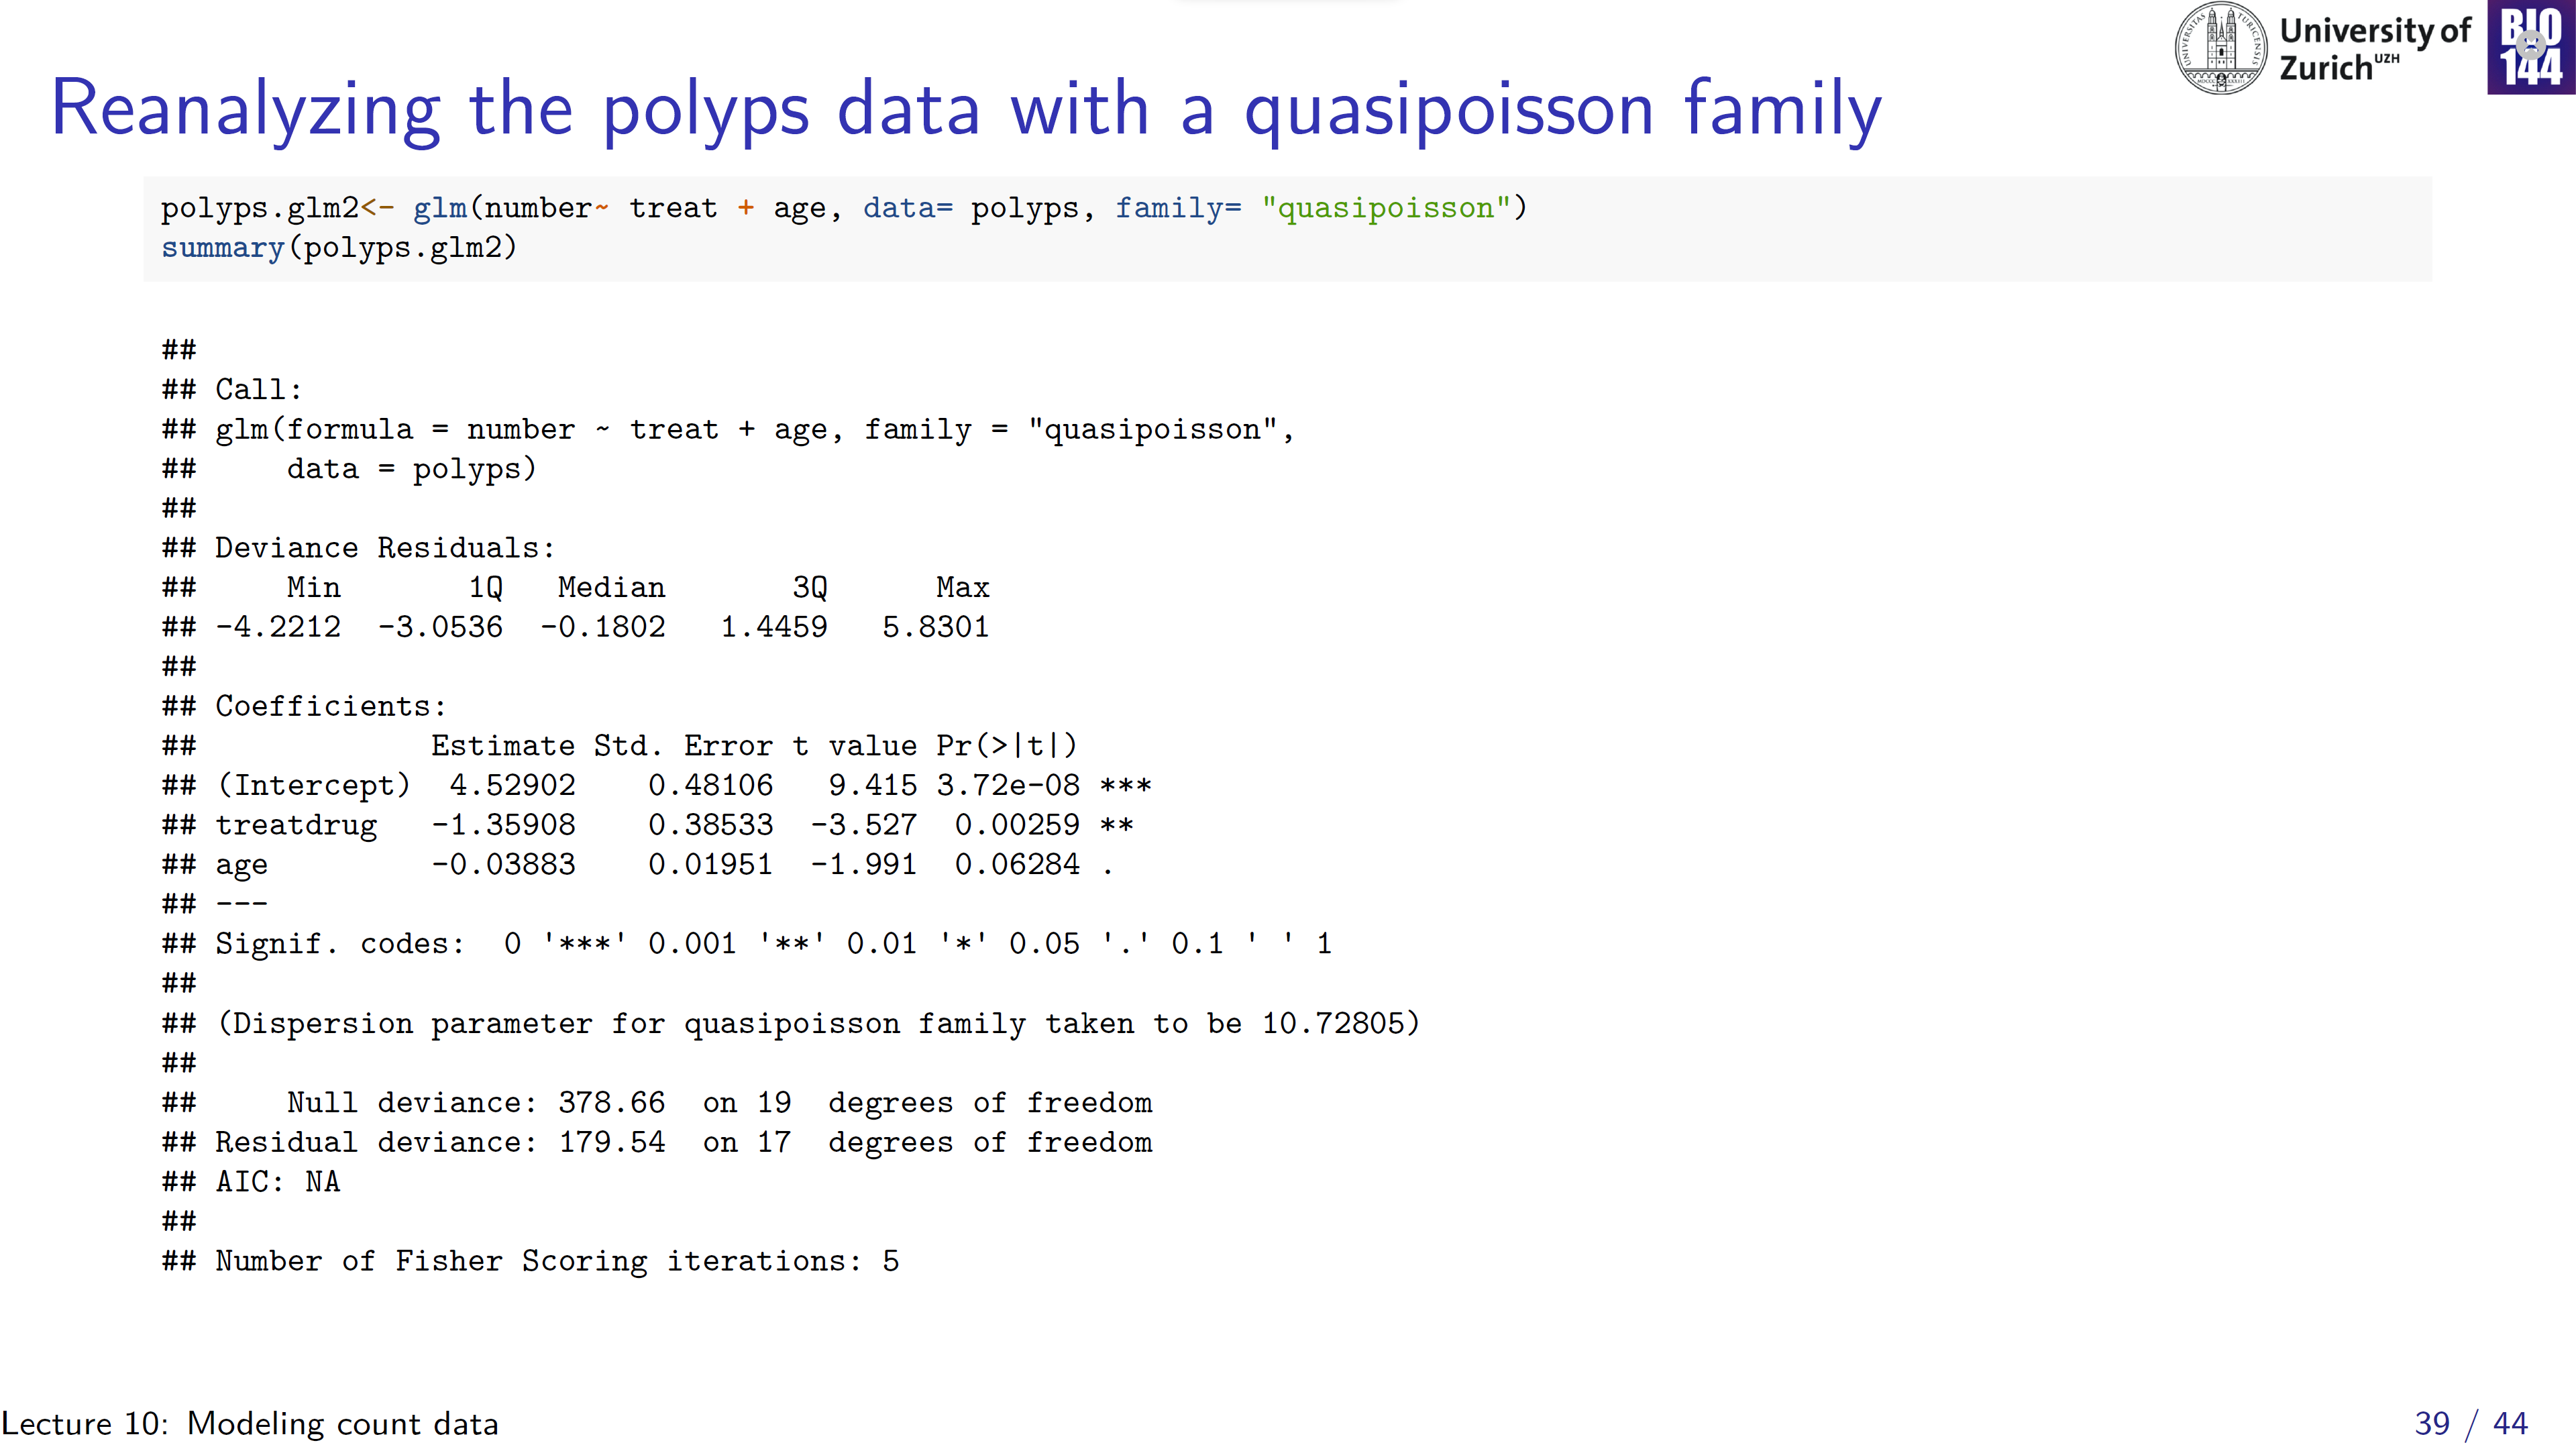 University of
Zurich UZH
BIO
144
Reanalyzing the polyps data with a quasipoisson family
polyps.glm2<- glm(number~ treat + age, data= polyps, family= "quasipoisson")
summary(polyps.glm2)
##
## Call:
## glm(formula = number ~ treat + age, family = "quasipoisson",
##     data = polyps)
##
## Deviance Residuals:
##     Min       1Q   Median       3Q      Max
## -4.2212  -3.0536  -0.1802   1.4459   5.8301
##
## Coefficients:
##             Estimate Std. Error t value Pr(>|t|)
## (Intercept)  4.52902    0.48106   9.415 3.72e-08 ***
## treatdrug   -1.35908    0.38533  -3.527  0.00259 **
## age         -0.03883    0.01951  -1.991  0.06284 .
## ---
## Signif. codes:  0 '***' 0.001 '**' 0.01 '*' 0.05 '.' 0.1 ' ' 1
##
## (Dispersion parameter for quasipoisson family taken to be 10.72805)
##
##     Null deviance: 378.66  on 19  degrees of freedom
## Residual deviance: 179.54  on 17  degrees of freedom
## AIC: NA
##
## Number of Fisher Scoring iterations: 5
Lecture 10: Modeling count data
39 / 44